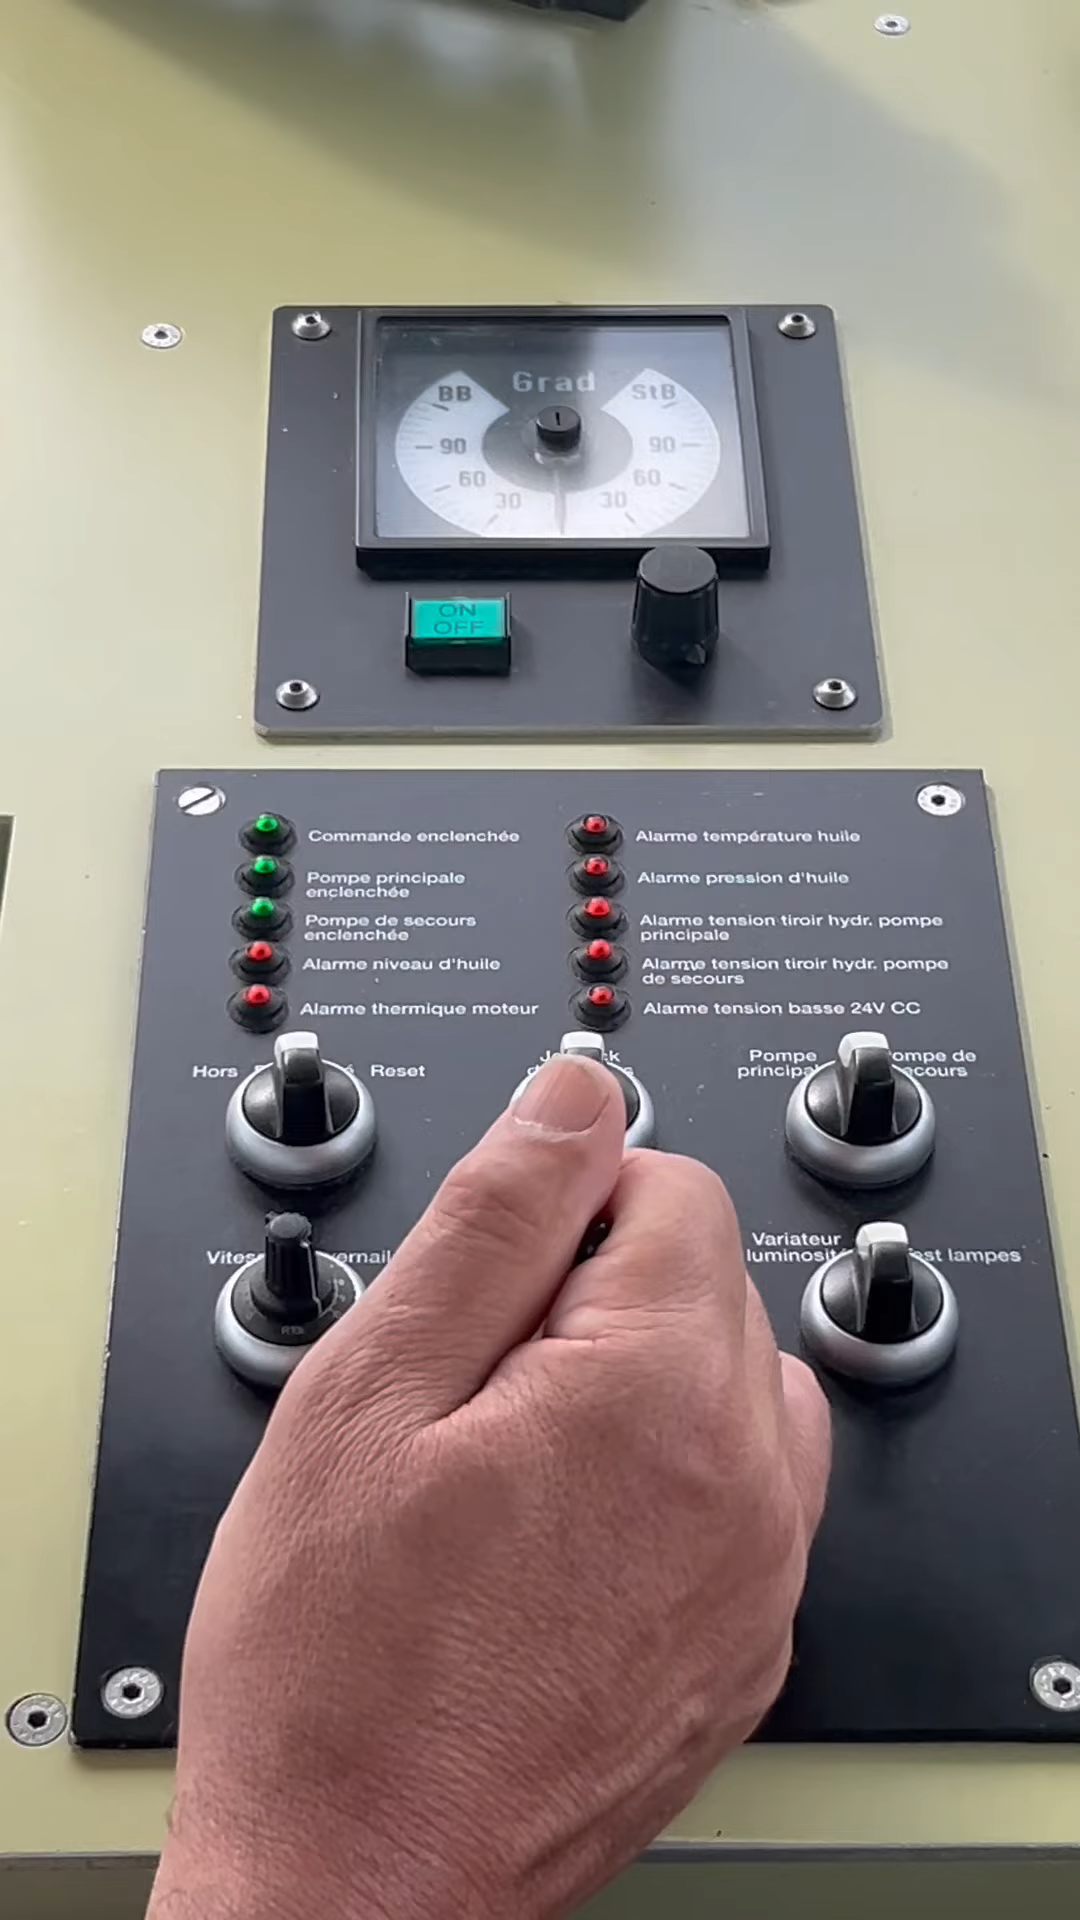 Grad
BB
StB
90
90
60
60
30
30
ON
OFF
Commande enclenchée
Pompe principale
enclenchée
Pompe de secours
enclenchée
Alarme niveau d'huile
Alarme thermique moteur
Alarme température huile
Alarme pression d'huile
Alarme tension tiroir hydr. pompe
principale
Alarme tension tiroir hydr. pompe
de secours
Alarme tension basse 24V CC
Hors
Reset
Pompe
Variateur
lampes